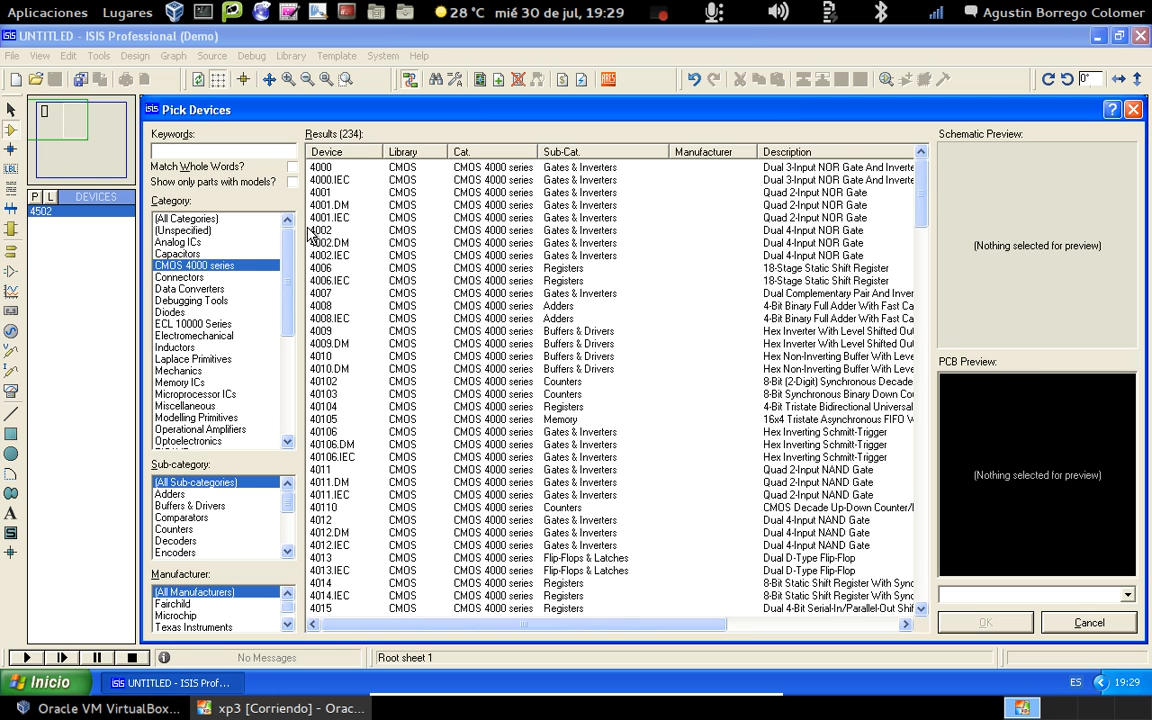 Aplicaciones Lugares 28 °C mié 30 de jul, 19:29 Agustin Borrego Colomer
UNTITLED - ISIS Professional (Demo)
File View Edit Tools Design Graph Source Debug Library Template System Help
0°
Pick Devices
Keywords:
Match Whole Words?
Show only parts with models?
Category:
(All Categories)
(Unspecified)
Analog ICs
Capacitors
CMOS 4000 series
Connectors
Data Converters
Debugging Tools
Diodes
ECL 10000 Series
Electromechanical
Inductors
Laplace Primitives
Mechanics
Memory ICs
Microprocessor ICs
Miscellaneous
Modelling Primitives
Operational Amplifiers
Optoelectronics
Sub-category:
(All Sub-categories)
Adders
Buffers & Drivers
Comparators
Counters
Decoders
Encoders
Manufacturer:
(All Manufacturers)
Fairchild
Microchip
Texas Instruments
P L DEVICES
4502
Results (234):
Device Library Cat. Sub-Cat. Manufacturer Description
4000 CMOS CMOS 4000 series Gates & Inverters Dual 3-Input NOR Gate And Inverte
4000.IEC CMOS CMOS 4000 series Gates & Inverters Dual 3-Input NOR Gate And Inverte
4001 CMOS CMOS 4000 series Gates & Inverters Quad 2-Input NOR Gate
4001.DM CMOS CMOS 4000 series Gates & Inverters Quad 2-Input NOR Gate
4001.IEC CMOS CMOS 4000 series Gates & Inverters Quad 2-Input NOR Gate
4002 CMOS CMOS 4000 series Gates & Inverters Dual 4-Input NOR Gate
4002.DM CMOS CMOS 4000 series Gates & Inverters Dual 4-Input NOR Gate
4002.IEC CMOS CMOS 4000 series Gates & Inverters Dual 4-Input NOR Gate
4006 CMOS CMOS 4000 series Registers 18-Stage Static Shift Register
4006.IEC CMOS CMOS 4000 series Registers 18-Stage Static Shift Register
4007 CMOS CMOS 4000 series Gates & Inverters Dual Complementary Pair And Inver
4008 CMOS CMOS 4000 series Adders 4-Bit Binary Full Adder With Fast Ca
4008.IEC CMOS CMOS 4000 series Adders 4-Bit Binary Full Adder With Fast Ca
4009 CMOS CMOS 4000 series Buffers & Drivers Hex Inverter With Level Shifted Out
4009.DM CMOS CMOS 4000 series Buffers & Drivers Hex Inverter With Level Shifted Out
4010 CMOS CMOS 4000 series Buffers & Drivers Hex Non-Inverting Buffer With Leve
4010.DM CMOS CMOS 4000 series Buffers & Drivers Hex Non-Inverting Buffer With Leve
40102 CMOS CMOS 4000 series Counters 8-Bit (2-Digit) Synchronous Decade
40103 CMOS CMOS 4000 series Counters 8-Bit Synchronous Binary Down Co
40104 CMOS CMOS 4000 series Registers 4-Bit Tristate Bidirectional Universal
40105 CMOS CMOS 4000 series Memory 16x4 Tristate Asynchronous FIFO
40106 CMOS CMOS 4000 series Gates & Inverters Hex Inverting Schmitt-Trigger
40106.DM CMOS CMOS 4000 series Gates & Inverters Hex Inverting Schmitt-Trigger
40106.IEC CMOS CMOS 4000 series Gates & Inverters Hex Inverting Schmitt-Trigger
4011 CMOS CMOS 4000 series Gates & Inverters Quad 2-Input NAND Gate
4011.DM CMOS CMOS 4000 series Gates & Inverters Quad 2-Input NAND Gate
4011.IEC CMOS CMOS 4000 series Gates & Inverters Quad 2-Input NAND Gate
40110 CMOS CMOS 4000 series Counters CMOS Decade Up-Down Counter/
4012 CMOS CMOS 4000 series Gates & Inverters Dual 4-Input NAND Gate
4012.DM CMOS CMOS 4000 series Gates & Inverters Dual 4-Input NAND Gate
4012.IEC CMOS CMOS 4000 series Gates & Inverters Dual 4-Input NAND Gate
4013 CMOS CMOS 4000 series Flip-Flops & Latches Dual D-Type Flip-Flop
4013.IEC CMOS CMOS 4000 series Flip-Flops & Latches Dual D-Type Flip-Flop
4014 CMOS CMOS 4000 series Registers 8-Bit Static Shift Register With Sync
4014.IEC CMOS CMOS 4000 series Registers 8-Bit Static Shift Register With Sync
4015 CMOS CMOS 4000 series Registers Dual 4-Bit Serial-In/Parallel-Out Shif
Schematic Preview:
(Nothing selected for preview)
PCB Preview:
(Nothing selected for preview)
OK Cancel
No Messages Root sheet 1
Inicio UNTITLED - ISIS Prof... ES 19:29
Oracle VM VirtualBox... xp3 [Corriendo] - Orac...